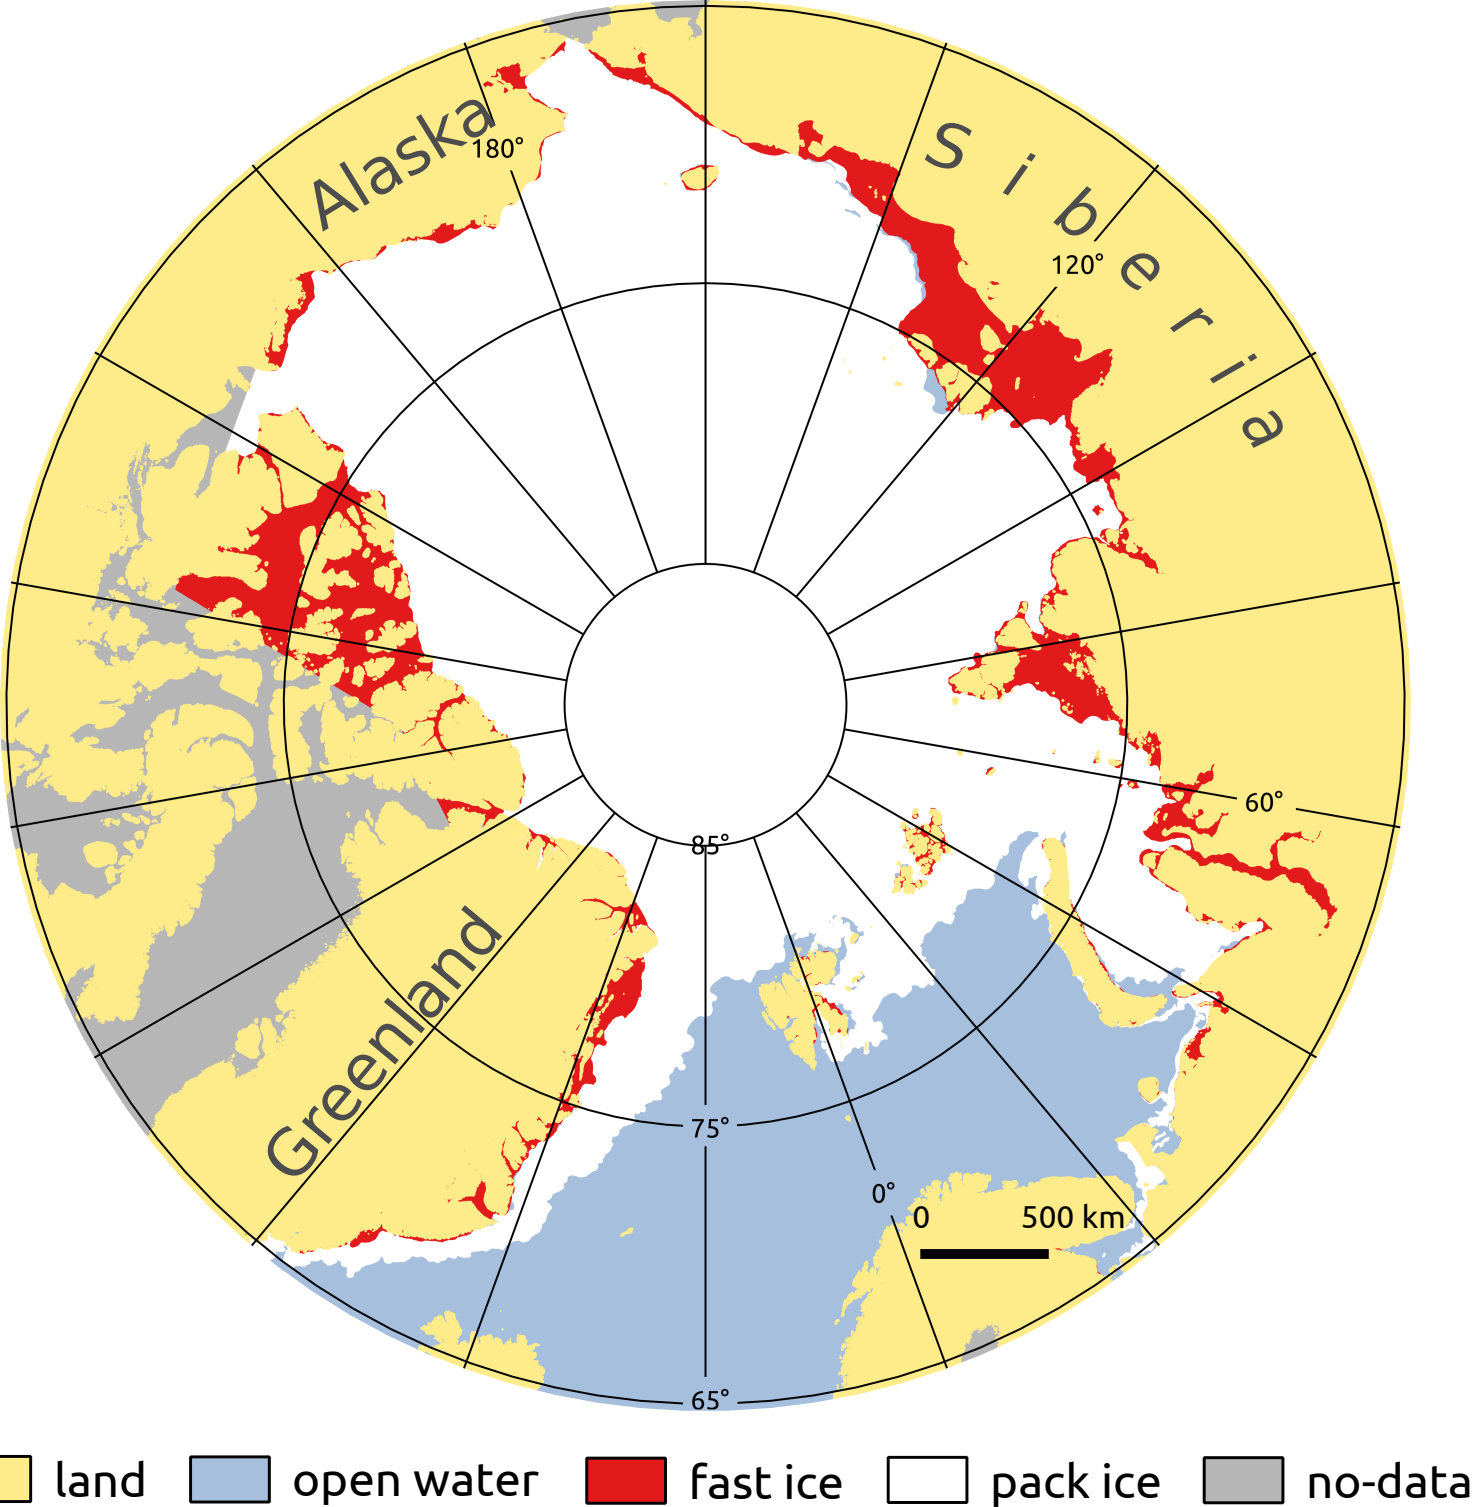 Alaska
180°
Siberia
120°
60°
85°
Greenland
75°
0°
0 500 km
65°
land open water fast ice pack ice no-data